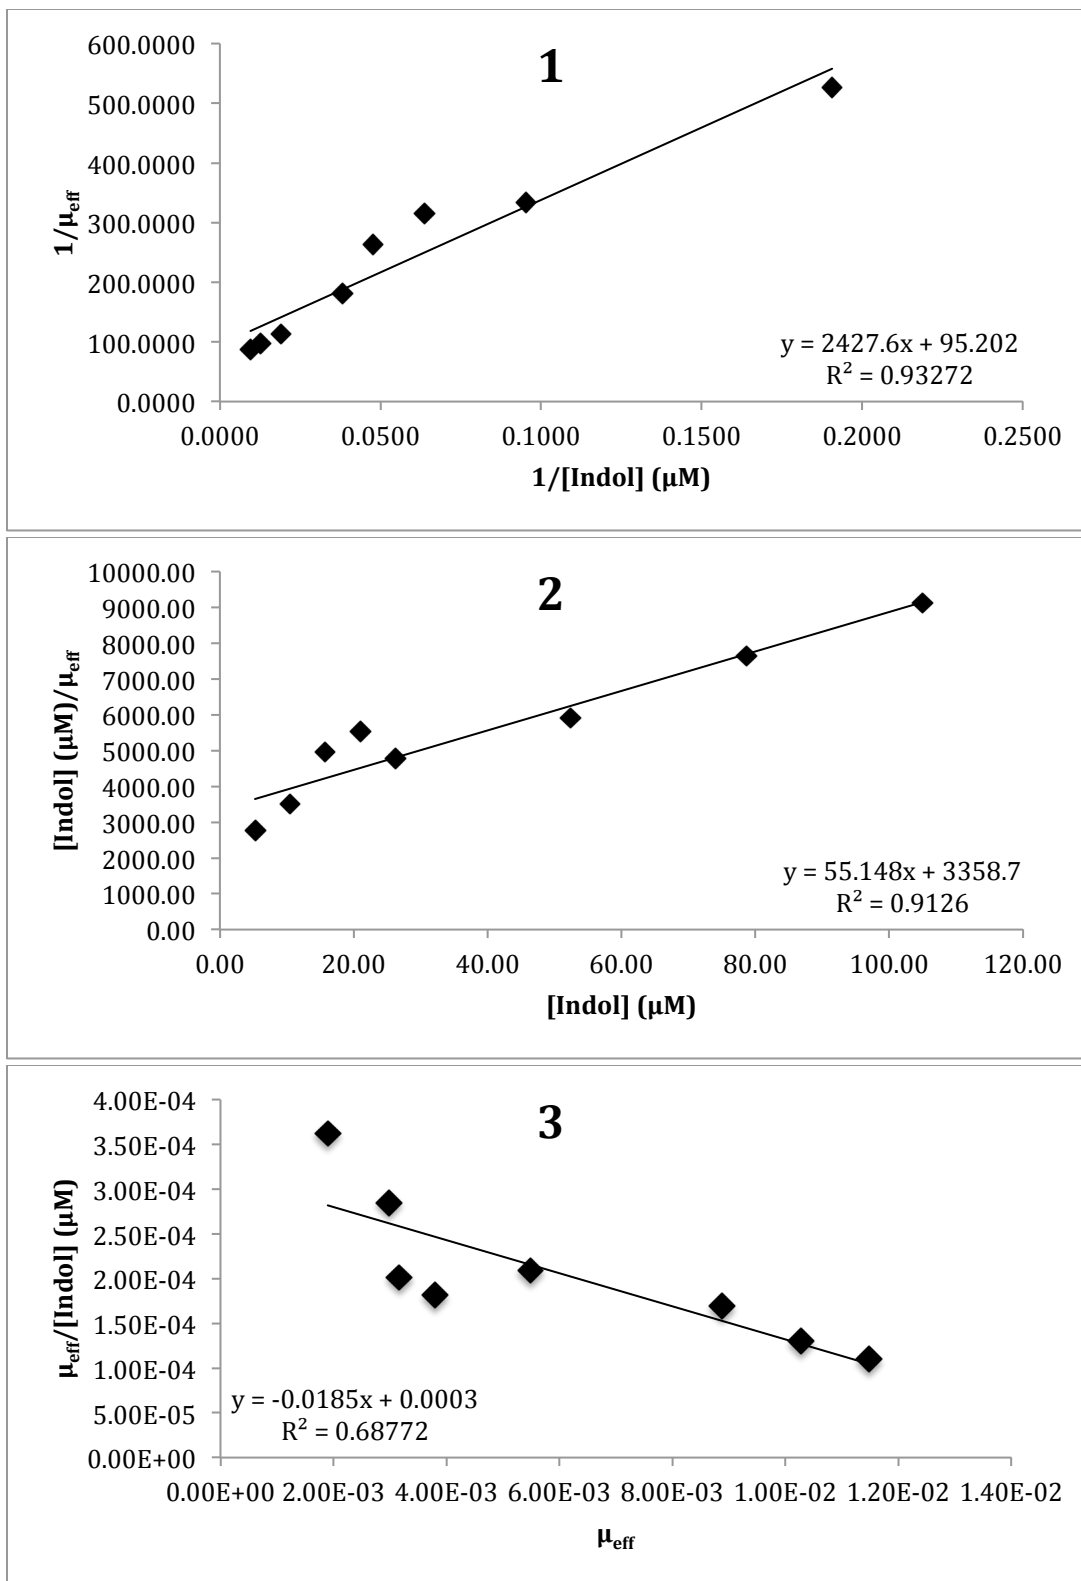 1
600.0000
500.0000
400.0000
300.0000
200.0000
100.0000
0.0000
1/μeff
y = 2427.6x + 95.202
R² = 0.93272
0.0000 0.0500 0.1000 0.1500 0.2000 0.2500
1/[Indol] (μM)
2
10000.00
9000.00
8000.00
7000.00
6000.00
5000.00
4000.00
3000.00
2000.00
1000.00
0.00
[Indol] (μM)/μeff
y = 55.148x + 3358.7
R² = 0.9126
0.00 20.00 40.00 60.00 80.00 100.00 120.00
[Indol] (μM)
3
4.00E-04
3.50E-04
3.00E-04
2.50E-04
2.00E-04
1.50E-04
1.00E-04
5.00E-05
0.00E+00
μeff/[Indol] (μM)
y = -0.0185x + 0.0003
R² = 0.68772
0.00E+00 2.00E-03 4.00E-03 6.00E-03 8.00E-03 1.00E-02 1.20E-02 1.40E-02
μeff